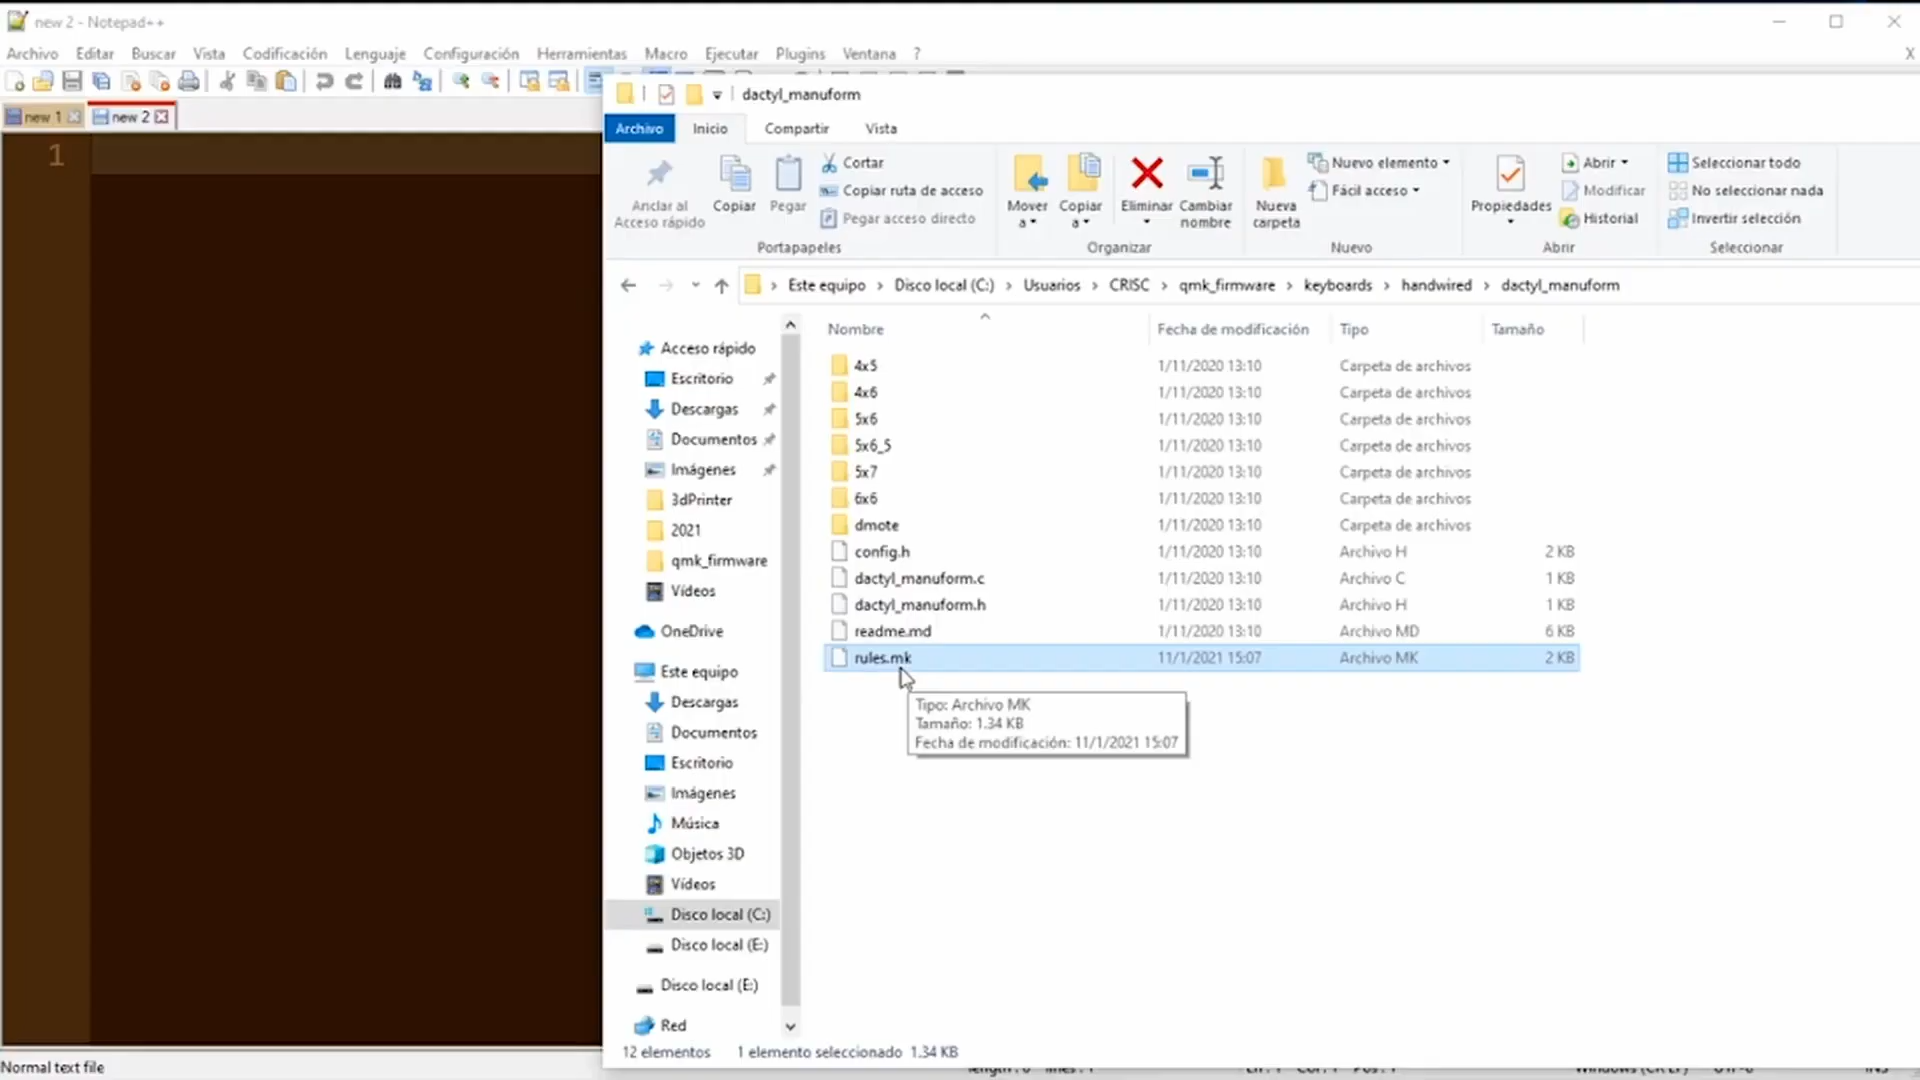 new 2 - Notepad++
Archivo Editar Buscar Vista Codificación Lenguaje Configuración Herramientas Macro Ejecutar Plugins Ventana ? X
new 1 new 2
1
dactyl_manuform
Archivo Inicio Compartir Vista
Anclar al Acceso rápido
Copiar
Pegar
Cortar
Copiar ruta de acceso
Pegar acceso directo
Portapapeles
Mover a
Copiar a
Eliminar
Cambiar nombre
Organizar
Nueva carpeta
Nuevo elemento
Fácil acceso
Nuevo
Propiedades
Abrir
Modificar
Historial
Abrir
Seleccionar todo
No seleccionar nada
Invertir selección
Seleccionar
Este equipo > Disco local (C:) > Usuarios > CRISC > qmk_firmware > keyboards > handwired > dactyl_manuform
Acceso rápido
Escritorio
Descargas
Documentos
Imágenes
3dPrinter
2021
qmk_firmware
Vídeos
OneDrive
Este equipo
Descargas
Documentos
Escritorio
Imágenes
Música
Objetos 3D
Vídeos
Disco local (C:)
Disco local (E:)
Disco local (E:)
Red
Nombre Fecha de modificación Tipo Tamaño
4x5 1/11/2020 13:10 Carpeta de archivos
4x6 1/11/2020 13:10 Carpeta de archivos
5x6 1/11/2020 13:10 Carpeta de archivos
5x6_5 1/11/2020 13:10 Carpeta de archivos
5x7 1/11/2020 13:10 Carpeta de archivos
6x6 1/11/2020 13:10 Carpeta de archivos
dmote 1/11/2020 13:10 Carpeta de archivos
config.h 1/11/2020 13:10 Archivo H 2 KB
dactyl_manuform.c 1/11/2020 13:10 Archivo C 1 KB
dactyl_manuform.h 1/11/2020 13:10 Archivo H 1 KB
readme.md 1/11/2020 13:10 Archivo MD 6 KB
rules.mk 11/1/2021 15:07 Archivo MK 2 KB
Tipo: Archivo MK
Tamaño: 1.34 KB
Fecha de modificación: 11/1/2021 15:07
12 elementos 1 elemento seleccionado 1.34 KB
Normal text file